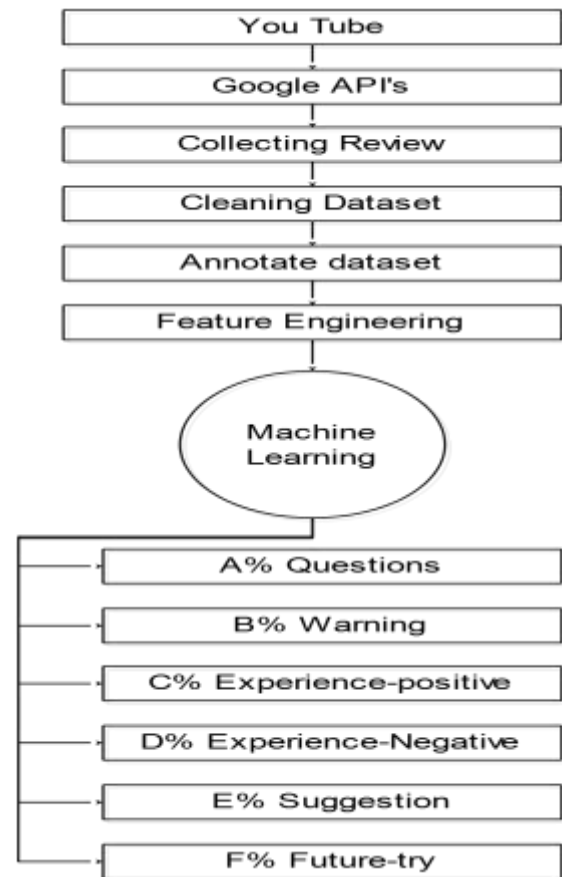 You Tube
Google API's
Collecting Review
Cleaning Dataset
Annotate dataset
Feature Engineering
Machine
Learning
A% Questions
B% Warning
C% Experience-positive
D% Experience-Negative
E% Suggestion
F% Future-try